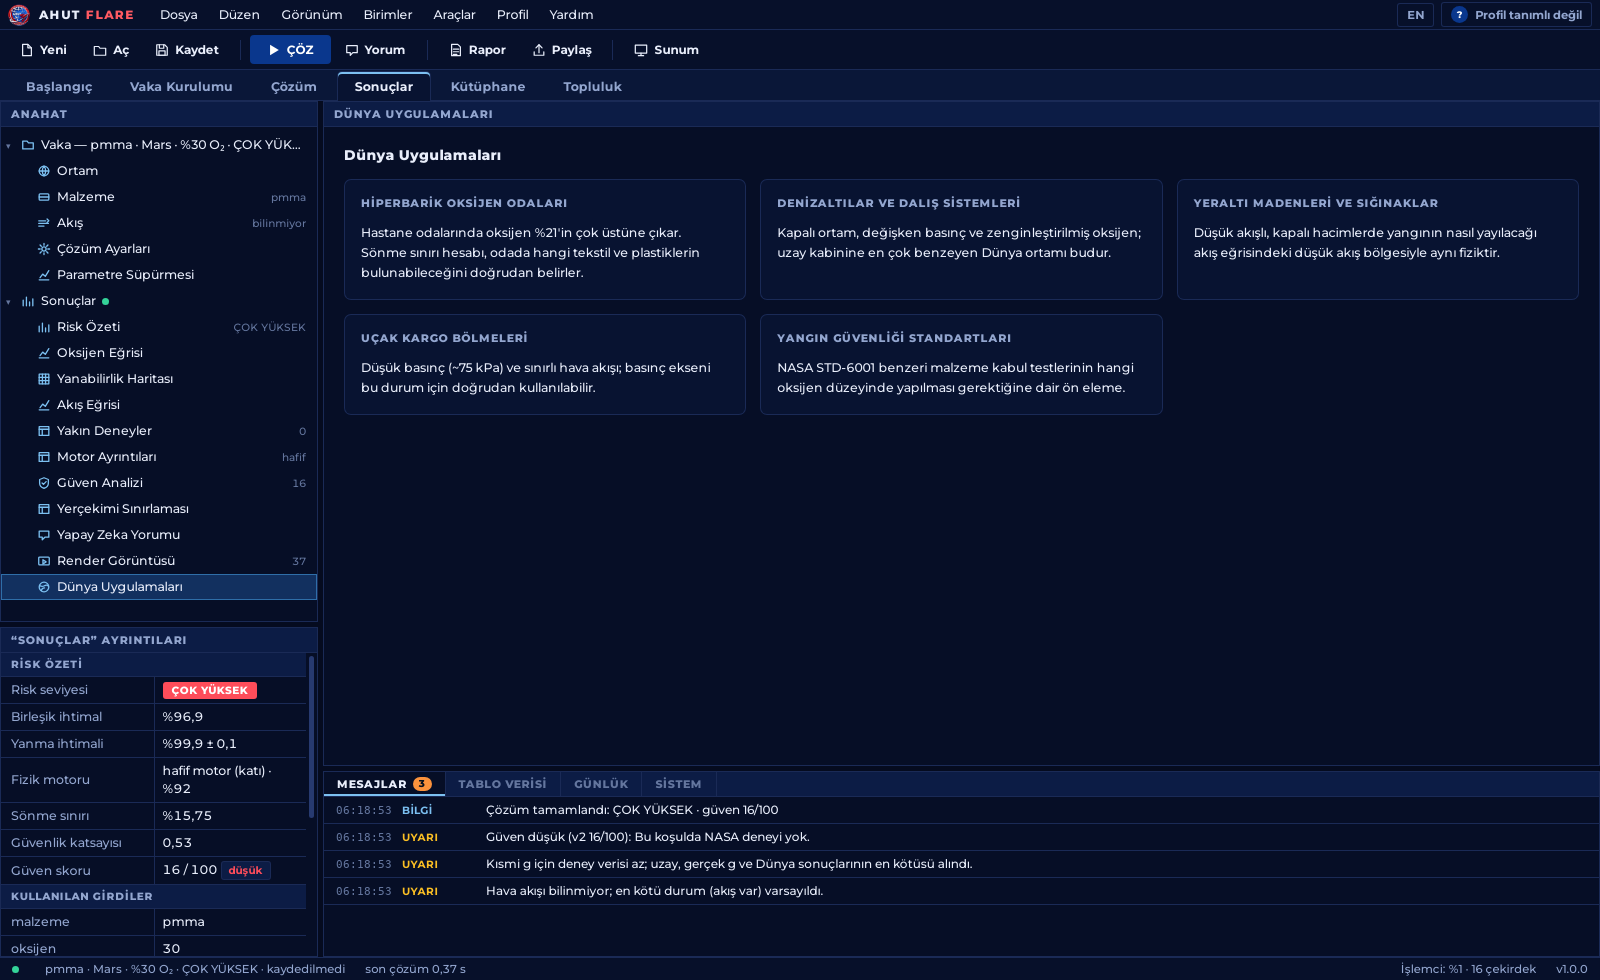 AHUT FLARE
Dosya Düzen Görünüm Birimler Araçlar Profil Yardım
EN ? Profil tanımlı değil
Yeni Aç Kaydet ÇÖZ Yorum Rapor Paylaş Sunum
Başlangıç Vaka Kurulumu Çözüm Sonuçlar Kütüphane Topluluk
ANAHAT
Vaka — pmma · Mars · %30 O₂ · ÇOK YÜK...
Ortam
Malzeme pmma
Akış bilinmiyor
Çözüm Ayarları
Parametre Süpürmesi
Sonuçlar
Risk Özeti ÇOK YÜKSEK
Oksijen Eğrisi
Yanabilirlik Haritası
Akış Eğrisi
Yakın Deneyler 0
Motor Ayrıntıları hafif
Güven Analizi 16
Yerçekimi Sınırlaması
Yapay Zeka Yorumu
Render Görüntüsü 37
Dünya Uygulamaları
“SONUÇLAR” AYRINTILARI
RİSK ÖZETİ
Risk seviyesi ÇOK YÜKSEK
Birleşik ihtimal %96,9
Yanma ihtimali %99,9 ± 0,1
Fizik motoru hafif motor (katı) ·
%92
Sönme sınırı %15,75
Güvenlik katsayısı 0,53
Güven skoru 16 / 100 düşük
KULLANILAN GİRDİLER
malzeme pmma
oksijen 30
DÜNYA UYGULAMALARI
Dünya Uygulamaları
HİPERBARİK OKSİJEN ODALARI
Hastane odalarında oksijen %21'in çok üstüne çıkar.
Sönme sınırı hesabı, odada hangi tekstil ve plastiklerin
bulunabileceğini doğrudan belirler.
DENİZALTILAR VE DALIŞ SİSTEMLERİ
Kapalı ortam, değişken basınç ve zenginleştirilmiş oksijen;
uzay kabinine en çok benzeyen Dünya ortamı budur.
YERALTI MADENLERİ VE SIĞINAKLAR
Düşük akışlı, kapalı hacimlerde yangının nasıl yayılacağı
akış eğrisindeki düşük akış bölgesiyle aynı fiziktir.
UÇAK KARGO BÖLMELERİ
Düşük basınç (~75 kPa) ve sınırlı hava akışı; basınç ekseni
bu durum için doğrudan kullanılabilir.
YANGIN GÜVENLİĞİ STANDARTLARI
NASA STD-6001 benzeri malzeme kabul testlerinin hangi
oksijen düzeyinde yapılması gerektiğine dair ön eleme.
MESAJLAR 3 TABLO VERİSİ GÜNLÜK SİSTEM
06:18:53 BİLGİ Çözüm tamamlandı: ÇOK YÜKSEK · güven 16/100
06:18:53 UYARI Güven düşük (v2 16/100): Bu koşulda NASA deneyi yok.
06:18:53 UYARI Kısmi g için deney verisi az; uzay, gerçek g ve Dünya sonuçlarının en kötüsü alındı.
06:18:53 UYARI Hava akışı bilinmiyor; en kötü durum (akış var) varsayıldı.
pmma · Mars · %30 O₂ · ÇOK YÜKSEK · kaydedilmedi son çözüm 0,37 s
İşlemci: %1 · 16 çekirdek v1.0.0